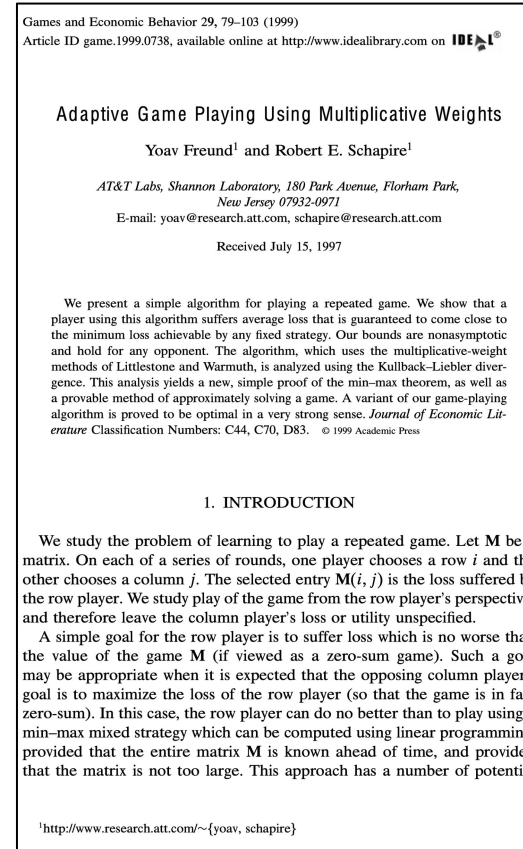 Games and Economic Behavior 29, 79–103 (1999)
Article ID game.1999.0738, available online at http://www.idealibrary.com on IDEAL®
Adaptive Game Playing Using Multiplicative Weights
Yoav Freund¹ and Robert E. Schapire¹
AT&T Labs, Shannon Laboratory, 180 Park Avenue, Florham Park,
New Jersey 07932-0971
E-mail: yoav@research.att.com, schapire@research.att.com
Received July 15, 1997
We present a simple algorithm for playing a repeated game. We show that a
player using this algorithm suffers average loss that is guaranteed to come close to
the minimum loss achievable by any fixed strategy. Our bounds are nonasymptotic
and hold for any opponent. The algorithm, which uses the multiplicative-weight
methods of Littlestone and Warmuth, is analyzed using the Kullback–Liebler diver-
gence. This analysis yields a new, simple proof of the min–max theorem, as well as
a provable method of approximately solving a game. A variant of our game-playing
algorithm is proved to be optimal in a very strong sense. Journal of Economic Lit-
erature Classification Numbers: C44, C70, D83. © 1999 Academic Press
1. INTRODUCTION
We study the problem of learning to play a repeated game. Let M be
matrix. On each of a series of rounds, one player chooses a row i and th
other chooses a column j. The selected entry M(i, j) is the loss suffered b
the row player. We study play of the game from the row player's perspectiv
and therefore leave the column player's loss or utility unspecified.
A simple goal for the row player is to suffer loss which is no worse tha
the value of the game M (if viewed as a zero-sum game). Such a go
may be appropriate when it is expected that the opposing column player
goal is to maximize the loss of the row player (so that the game is in fa
zero-sum). In this case, the row player can do no better than to play using
min–max mixed strategy which can be computed using linear programmin
provided that the entire matrix M is known ahead of time, and provide
that the matrix is not too large. This approach has a number of potenti
¹http://www.research.att.com/~{yoav, schapire}